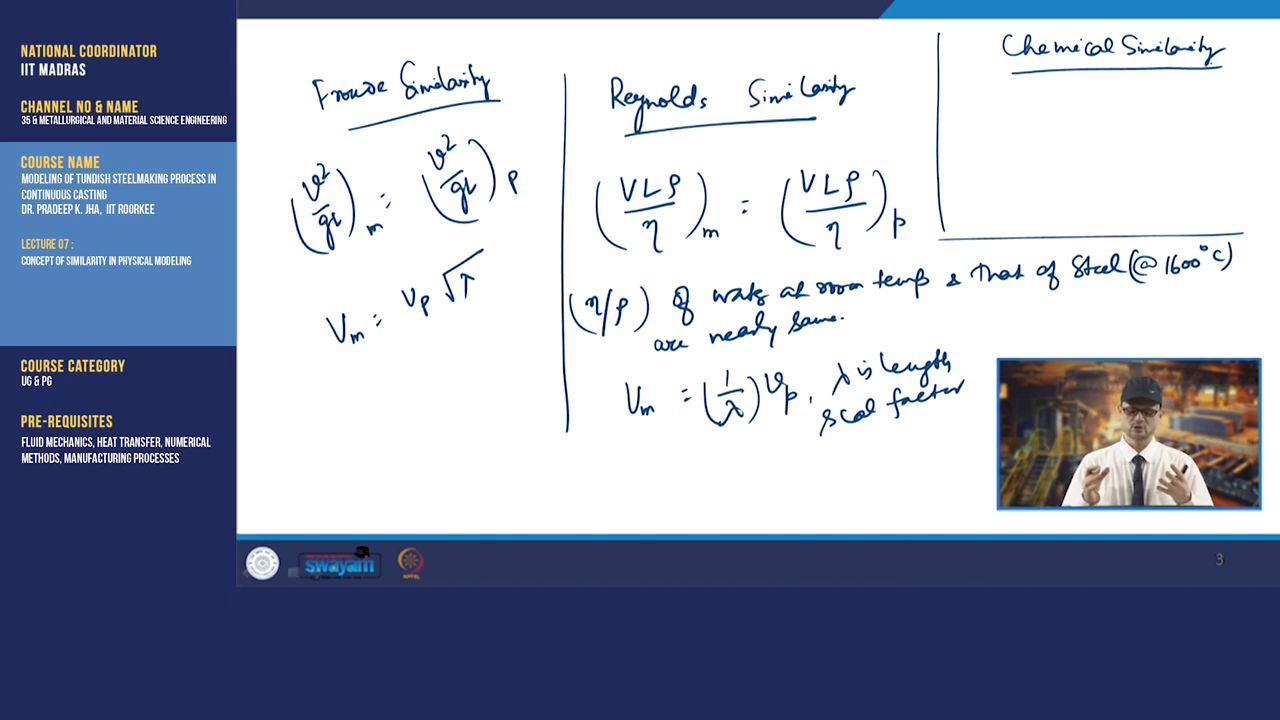 NATIONAL COORDINATOR
IIT MADRAS
CHANNEL NO & NAME
35 & METALLURGICAL AND MATERIAL SCIENCE ENGINEERING
COURSE NAME
MODELING OF TUNDISH STEELMAKING PROCESS IN
CONTINUOUS CASTING
DR. PRADEEP K. JHA, IIT ROORKEE
LECTURE 07 :
CONCEPT OF SIMILARITY IN PHYSICAL MODELING
COURSE CATEGORY
UG & PG
PRE-REQUISITES
FLUID MECHANICS, HEAT TRANSFER, NUMERICAL
METHODS, MANUFACTURING PROCESSES
Froude Similarity
(v²/gL)m = (v²/gL)p
Vm = Vp √λ
Reynolds Similarity
(VLρ/η)m = (VLρ/η)p
(η/ρ) of water at room temp & that of Steel (@ 1600°C)
are nearly same.
Vm = (1/λ) vp, λ is length
scal factor
Chemical Similarity
swayam
3